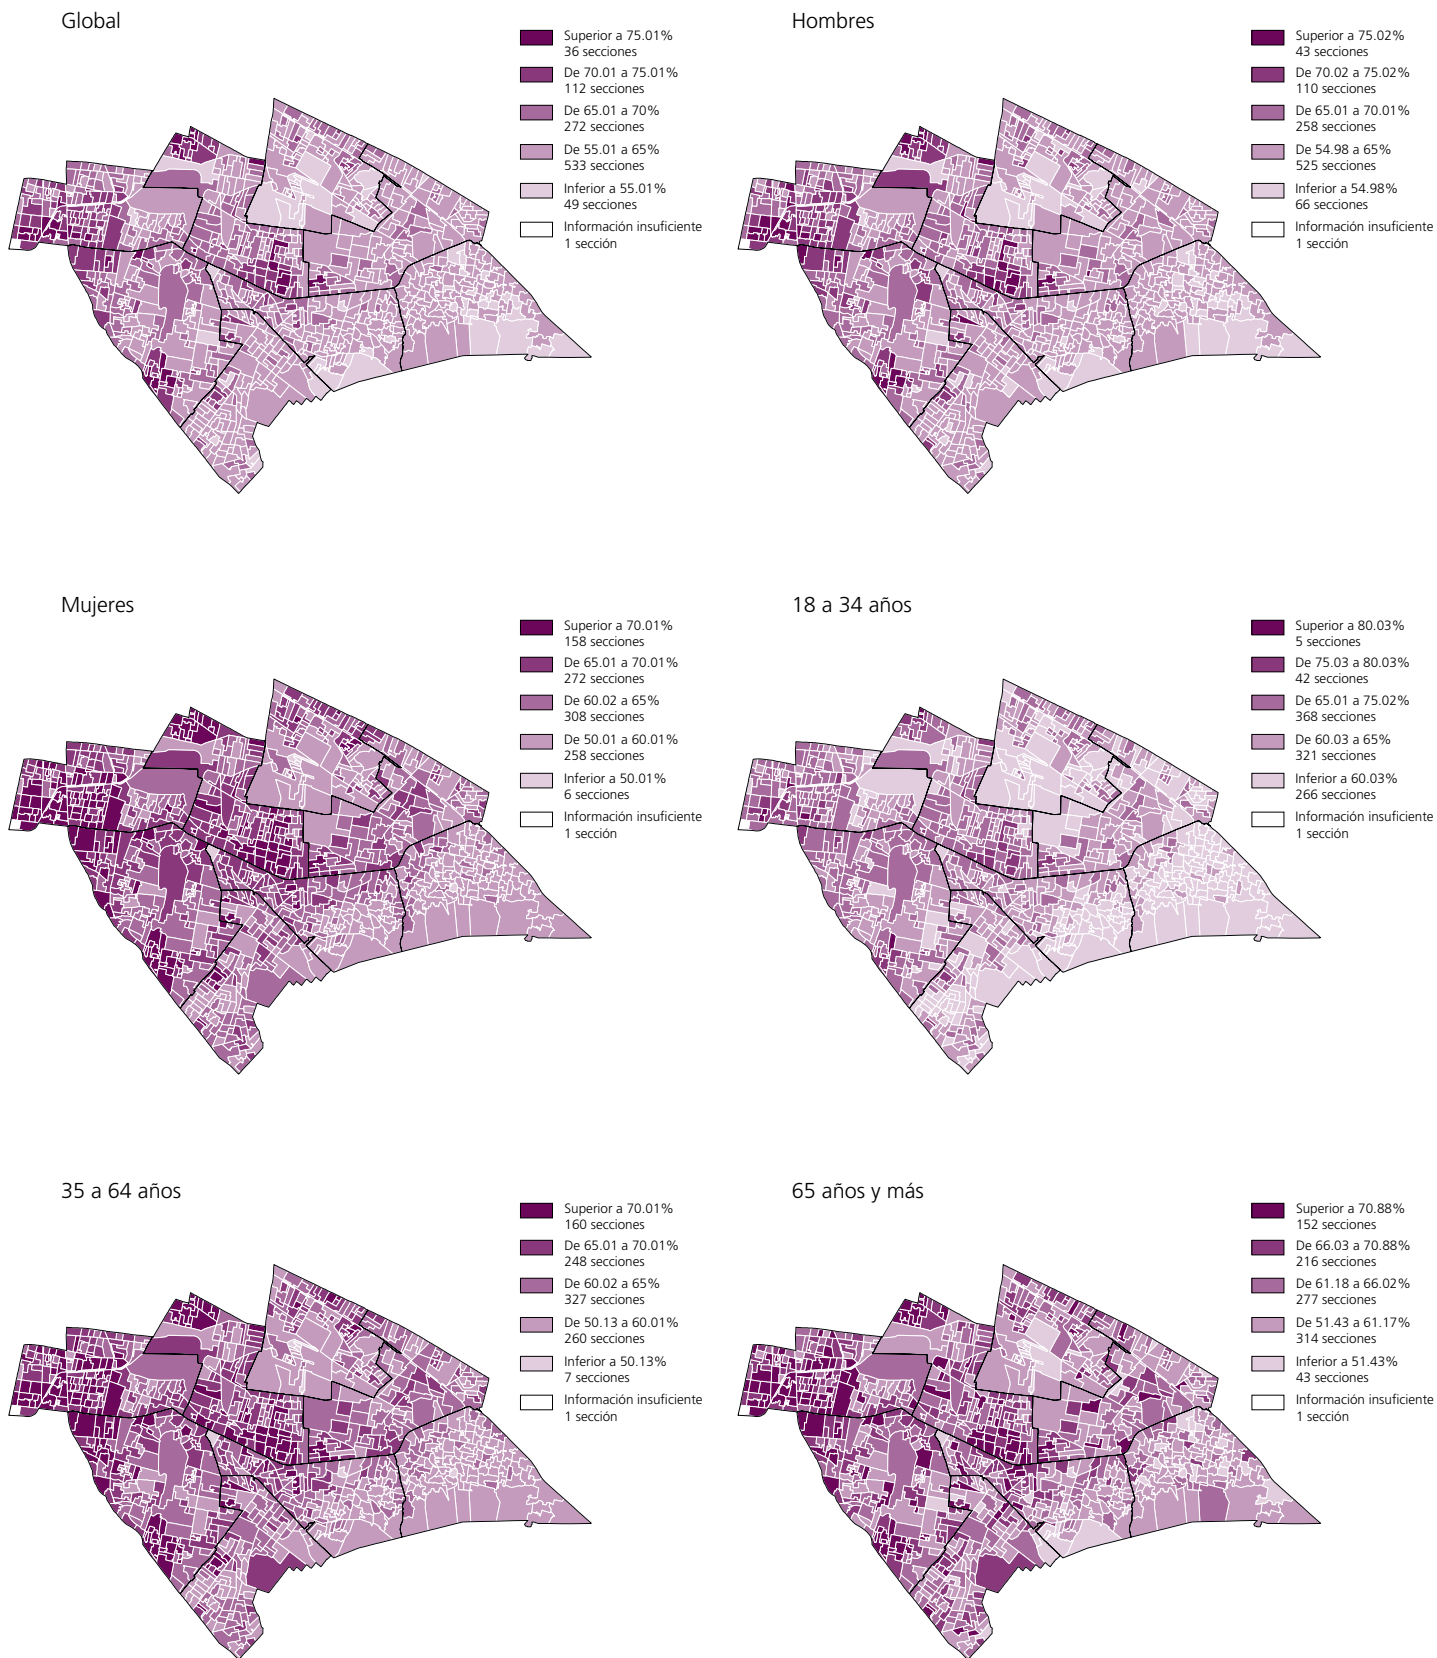 Global
Superior a 75.01%
36 secciones
De 70.01 a 75.01%
112 secciones
De 65.01 a 70%
272 secciones
De 55.01 a 65%
533 secciones
Inferior a 55.01%
49 secciones
Información insuficiente
1 sección
Hombres
Superior a 75.02%
43 secciones
De 70.02 a 75.02%
110 secciones
De 65.01 a 70.01%
258 secciones
De 54.98 a 65%
525 secciones
Inferior a 54.98%
66 secciones
Información insuficiente
1 sección
Mujeres
Superior a 70.01%
158 secciones
De 65.01 a 70.01%
272 secciones
De 60.02 a 65%
308 secciones
De 50.01 a 60.01%
258 secciones
Inferior a 50.01%
6 secciones
Información insuficiente
1 sección
18 a 34 años
Superior a 80.03%
5 secciones
De 75.03 a 80.03%
42 secciones
De 65.01 a 75.02%
368 secciones
De 60.03 a 65%
321 secciones
Inferior a 60.03%
266 secciones
Información insuficiente
1 sección
35 a 64 años
Superior a 70.01%
160 secciones
De 65.01 a 70.01%
248 secciones
De 60.02 a 65%
327 secciones
De 50.13 a 60.01%
260 secciones
Inferior a 50.13%
7 secciones
Información insuficiente
1 sección
65 años y más
Superior a 70.88%
152 secciones
De 66.03 a 70.88%
216 secciones
De 61.18 a 66.02%
277 secciones
De 51.43 a 61.17%
314 secciones
Inferior a 51.43%
43 secciones
Información insuficiente
1 sección